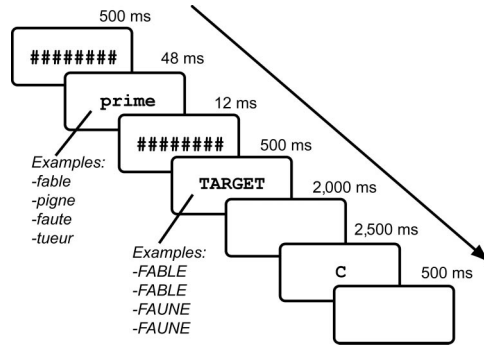 500 ms
########
48 ms
prime
12 ms
########
500 ms
TARGET
Examples:
-fable
-pigne
-faute
-tueur
2,000 ms
Examples:
-FABLE
-FABLE
-FAUNE
-FAUNE
2,500 ms
C
500 ms